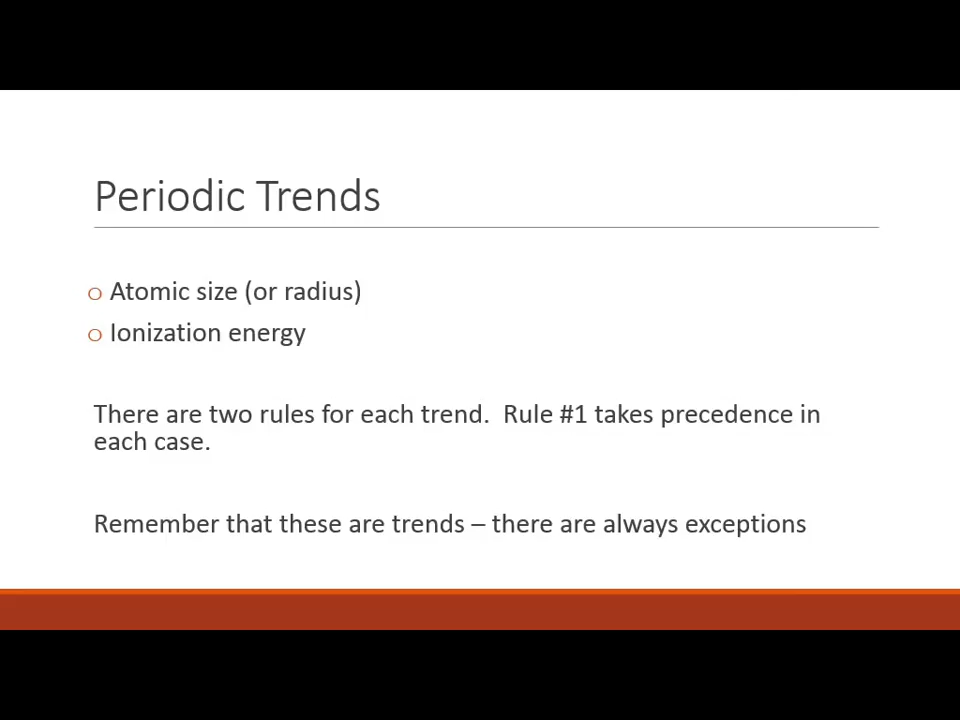 Periodic Trends
o Atomic size (or radius)
o Ionization energy
There are two rules for each trend.  Rule #1 takes precedence in
each case.
Remember that these are trends – there are always exceptions